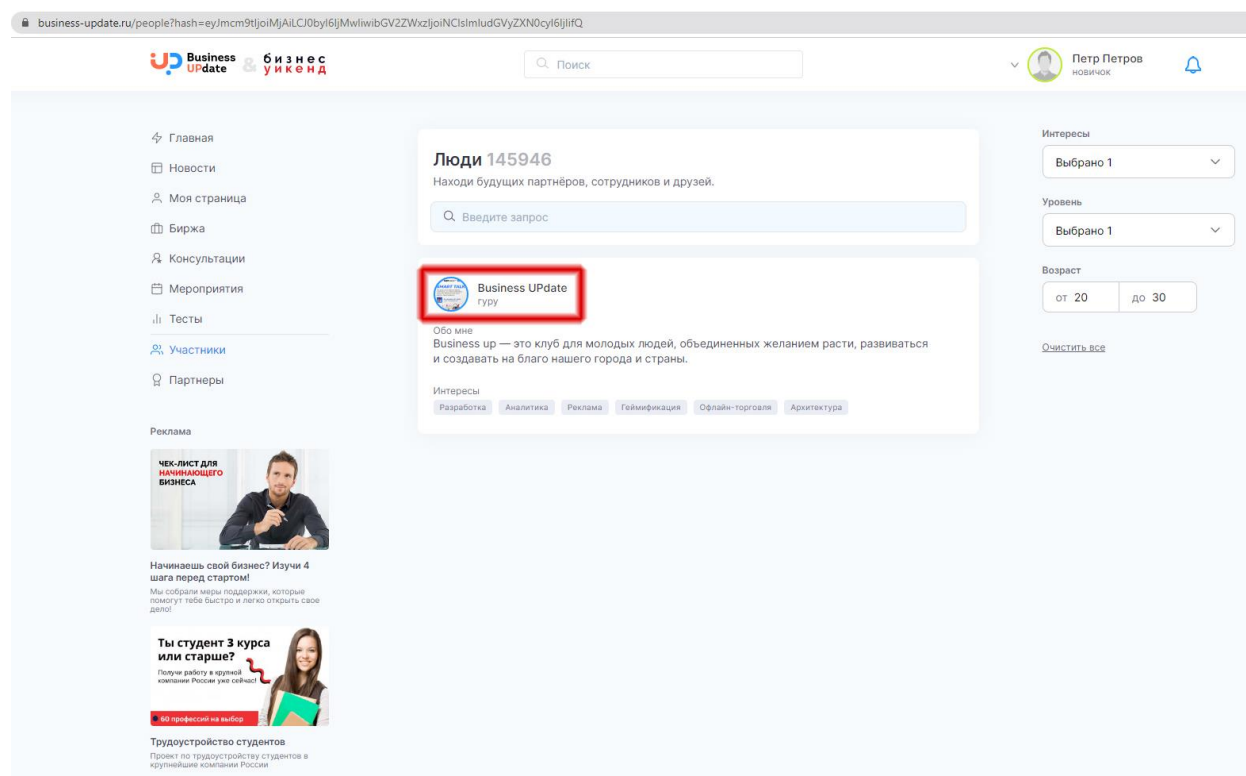 business-update.ru/people?hash=eyJmcm9tIjoiMjAiLCJ0byI6IjMwIiwibGV2ZWxzIjoiNCIsImludGVyZXN0cyI6IjIifQ
Business
UPdate
&
бизнес
уикенд
Поиск
Петр Петров
новичок
Главная
Новости
Моя страница
Биржа
Консультации
Мероприятия
Тесты
Участники
Партнеры
Реклама
ЧЕК-ЛИСТ ДЛЯ
НАЧИНАЮЩЕГО
БИЗНЕСА
Начинаешь свой бизнес? Изучи 4
шага перед стартом!
Мы собрали меры поддержки, которые
помогут тебе быстро и легко открыть свое
дело!
Ты студент 3 курса
или старше?
Получи работу в крупной
компании России уже сейчас!
60 профессий на выбор
Трудоустройство студентов
Проект по трудоустройству студентов в
крупнейшие компании России
Люди 145946
Находи будущих партнёров, сотрудников и друзей.
Введите запрос
Business UPdate
гуру
Обо мне
Business up — это клуб для молодых людей, объединенных желанием расти, развиваться
и создавать на благо нашего города и страны.
Интересы
Разработка Аналитика Реклама Геймификация Офлайн-торговля Архитектура
Интересы
Выбрано 1
Уровень
Выбрано 1
Возраст
от 20 до 30
Очистить все